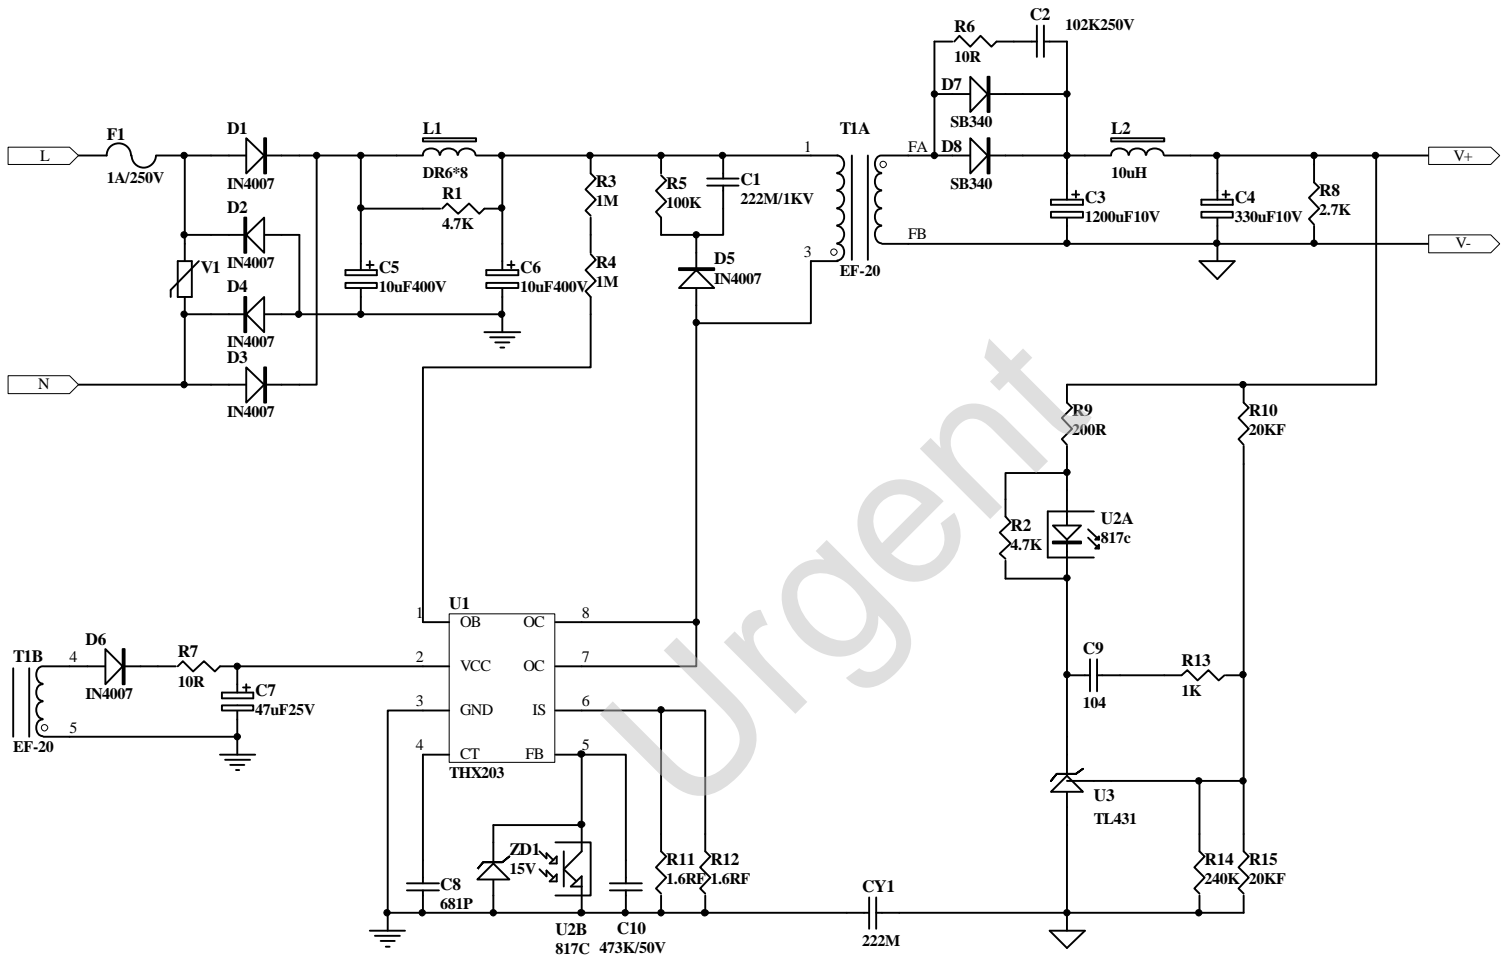 C2
102K250V
R6
10R
D7
SB340
F1
1A/250V
L
D1
IN4007
L1
DR6*8
R1
4.7K
R3
1M
R5
100K
C1
222M/1KV
T1A
1
FA
D8
SB340
L2
10uH
V+
D2
IN4007
V1
D4
IN4007
D3
IN4007
N
C5
10uF400V
C6
10uF400V
R4
1M
D5
IN4007
3
EF-20
FB
C3
1200uF10V
C4
330uF10V
R8
2.7K
V-
R9
200R
R10
20KF
R2
4.7K
U2A
817c
Urgent
U1
1
OB
OC
8
2
VCC
OC
7
3
GND
IS
6
4
CT
FB
5
THX203
T1B
4
D6
IN4007
R7
10R
C7
47uF25V
5
EF-20
C9
104
R13
1K
U3
TL431
ZD1
15V
C8
681P
U2B
817C
C10
473K/50V
R11
1.6RF
R12
1.6RF
CY1
222M
R14
240K
R15
20KF